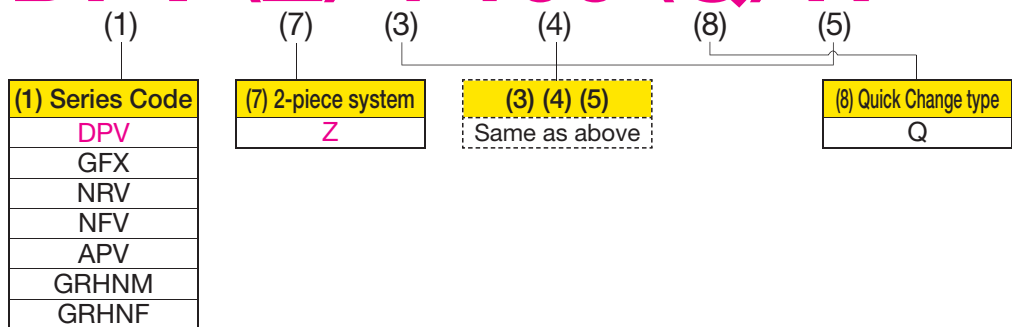 (1) (7) (3) (4) (8) (5)
(1) Series Code
DPV
GFX
NRV
NFV
APV
GRHNM
GRHNF
(7) 2-piece system
Z
(3) (4) (5)
Same as above
(8) Quick Change type
Q